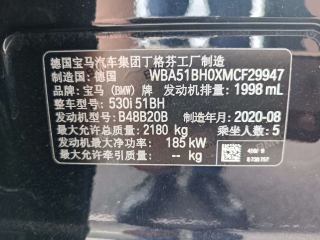 德国宝马汽车集团丁格芬工厂制造
制造国: 德国 WBA51BH0XMCF29947
品牌: 宝马 (BMW) 牌 发动机排量: 1998 mL
整车型号: 530i 51BH
发动机型号: B48B20B 制造年月: 2020-08
最大允许总质量: 2180 kg 乘坐人数: 5
发动机最大净功率: 185 kW
最大允许牵引质量: -- kg